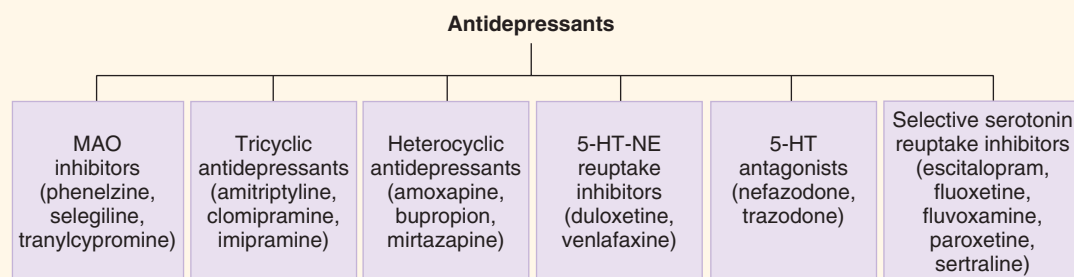 Antidepressants
MAO
inhibitors
(phenelzine,
selegiline,
tranylcypromine)
Tricyclic
antidepressants
(amitriptyline,
clomipramine,
imipramine)
Heterocyclic
antidepressants
(amoxapine,
bupropion,
mirtazapine)
5-HT-NE
reuptake
inhibitors
(duloxetine,
venlafaxine)
5-HT
antagonists
(nefazodone,
trazodone)
Selective serotonin
reuptake inhibitors
(escitalopram,
fluoxetine,
fluvoxamine,
paroxetine,
sertraline)